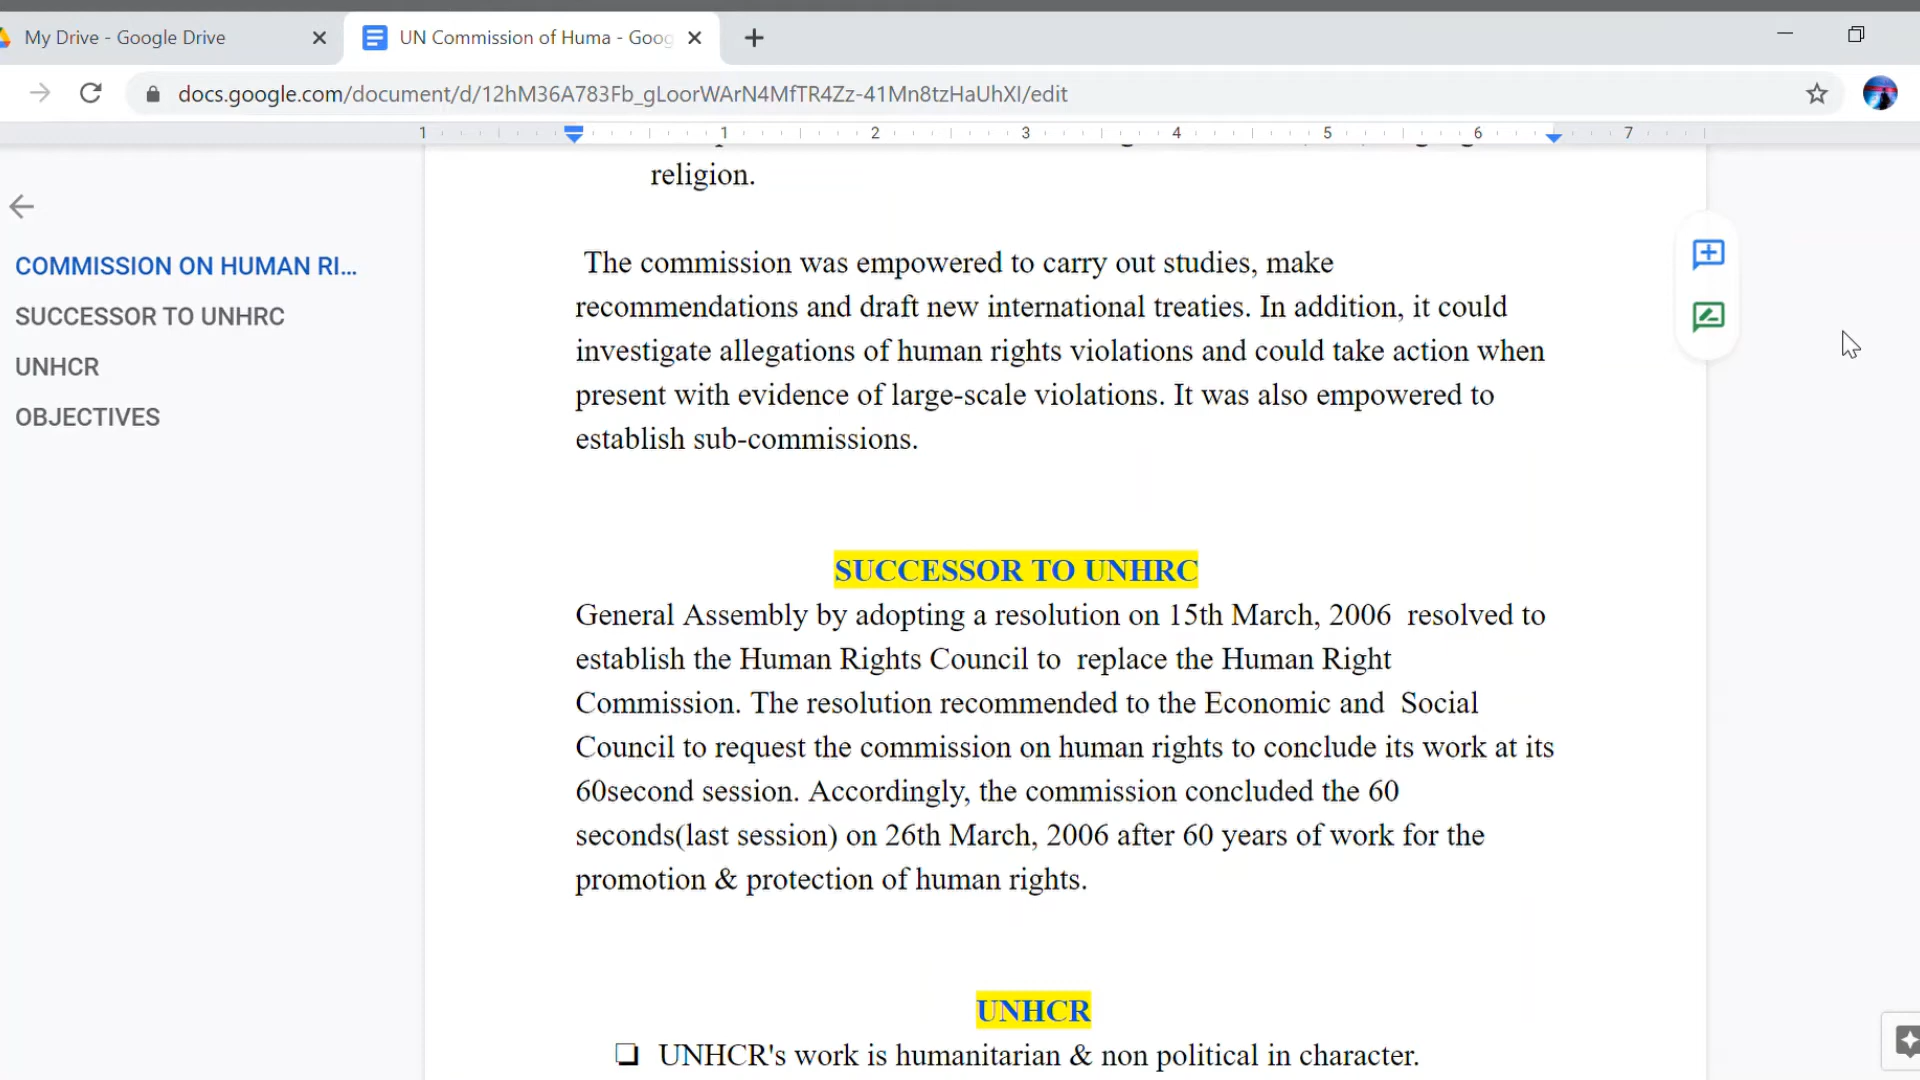 My Drive - Google Drive
UN Commission of Huma - Goog
docs.google.com/document/d/12hM36A783Fb_gLoorWArN4MfTR4Zz-41Mn8tzHaUhXI/edit
1 1 2 3 4 5 6 7
religion.
COMMISSION ON HUMAN RI...
SUCCESSOR TO UNHRC
UNHCR
OBJECTIVES
The commission was empowered to carry out studies, make
recommendations and draft new international treaties. In addition, it could
investigate allegations of human rights violations and could take action when
present with evidence of large-scale violations. It was also empowered to
establish sub-commissions.
SUCCESSOR TO UNHRC
General Assembly by adopting a resolution on 15th March, 2006 resolved to
establish the Human Rights Council to replace the Human Right
Commission. The resolution recommended to the Economic and Social
Council to request the commission on human rights to conclude its work at its
60second session. Accordingly, the commission concluded the 60
seconds(last session) on 26th March, 2006 after 60 years of work for the
promotion & protection of human rights.
UNHCR
❏ UNHCR's work is humanitarian & non political in character.